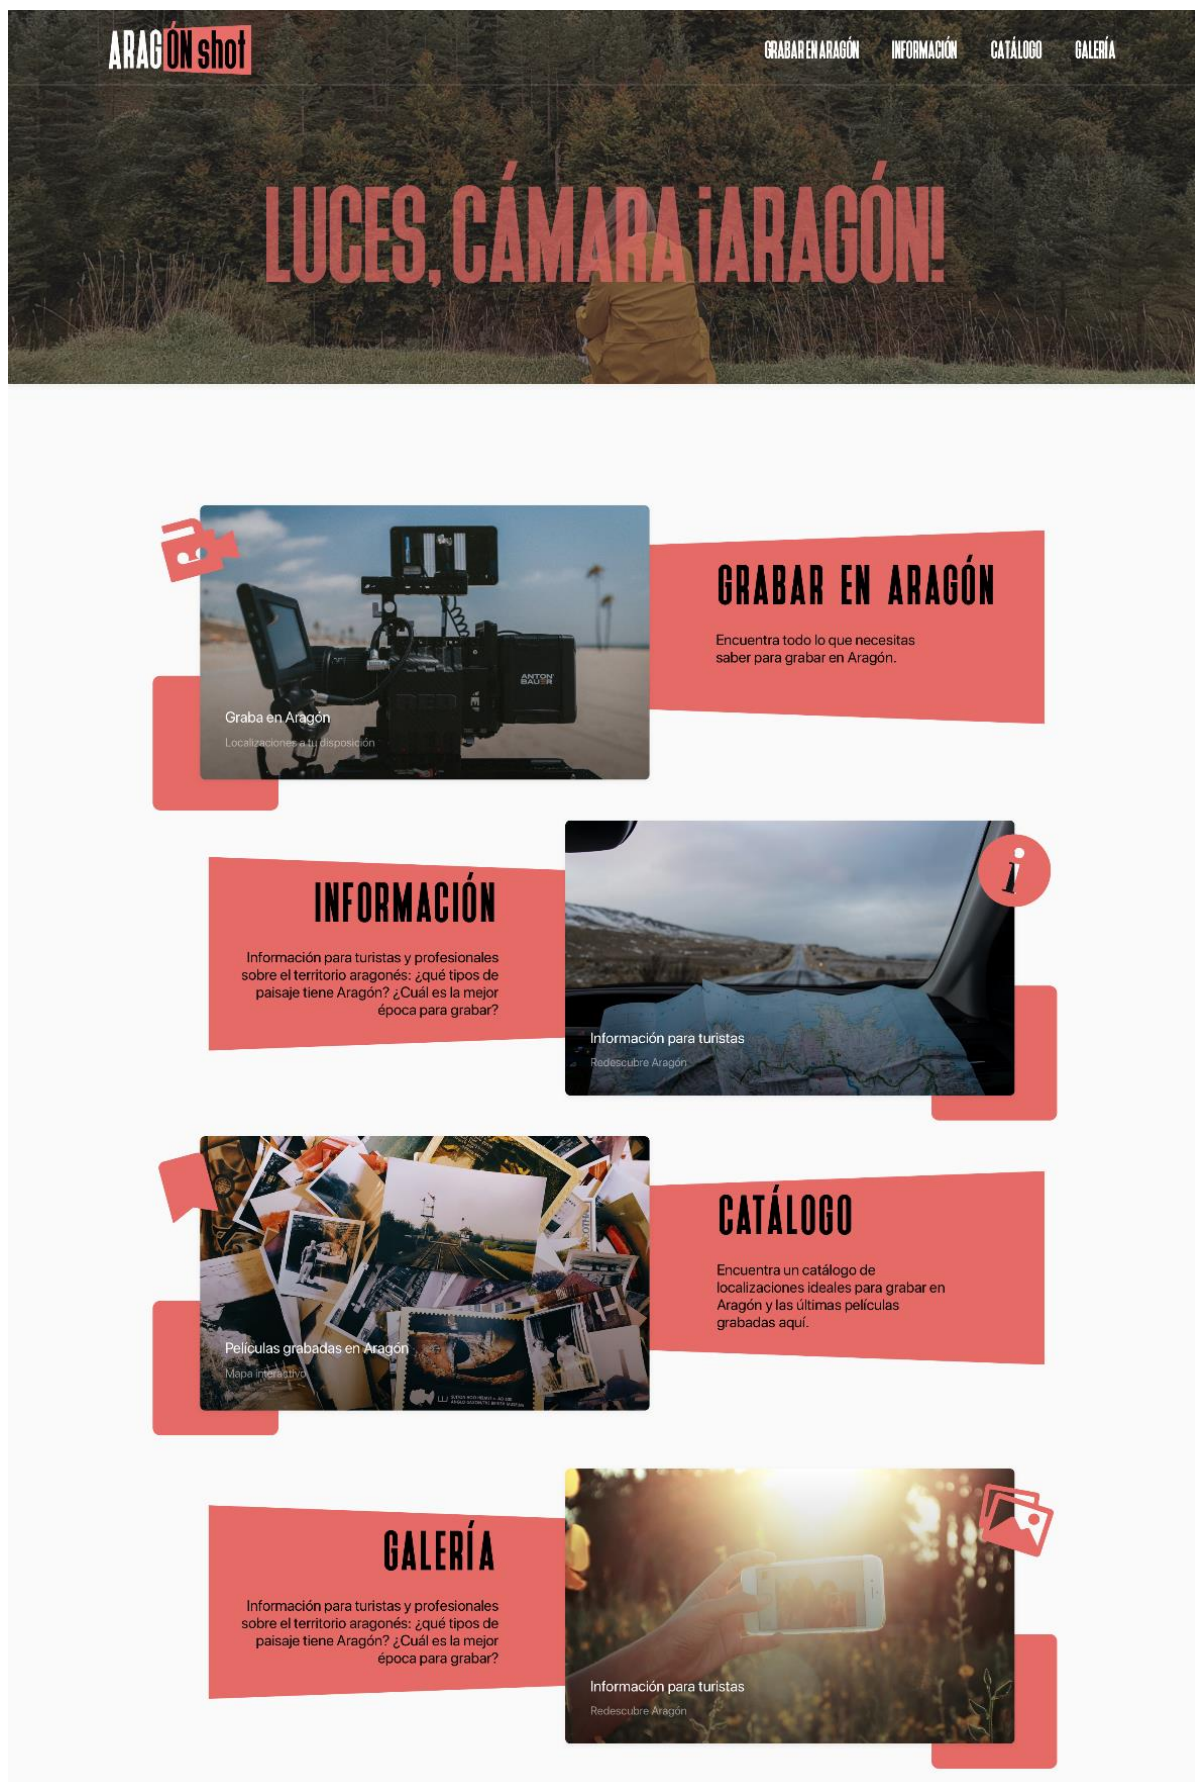 ARAGÓN shot
GRABAR EN ARAGÓN
INFORMACIÓN
CATÁLOGO
GALERÍA
LUCES, CÁMARA ¡ARAGÓN!
ANTON
BAUER
RED
Graba en Aragón
Localizaciones a tu disposición
GRABAR EN ARAGÓN
Encuentra todo lo que necesitas
saber para grabar en Aragón.
INFORMACIÓN
Información para turistas y profesionales
sobre el territorio aragonés: ¿qué tipos de
paisaje tiene Aragón? ¿Cuál es la mejor
época para grabar?
i
Información para turistas
Redescubre Aragón
Películas grabadas en Aragón
Mapa interactivo
CATÁLOGO
Encuentra un catálogo de
localizaciones ideales para grabar en
Aragón y las últimas películas
grabadas aquí.
GALERÍA
Información para turistas y profesionales
sobre el territorio aragonés: ¿qué tipos de
paisaje tiene Aragón? ¿Cuál es la mejor
época para grabar?
Información para turistas
Redescubre Aragón